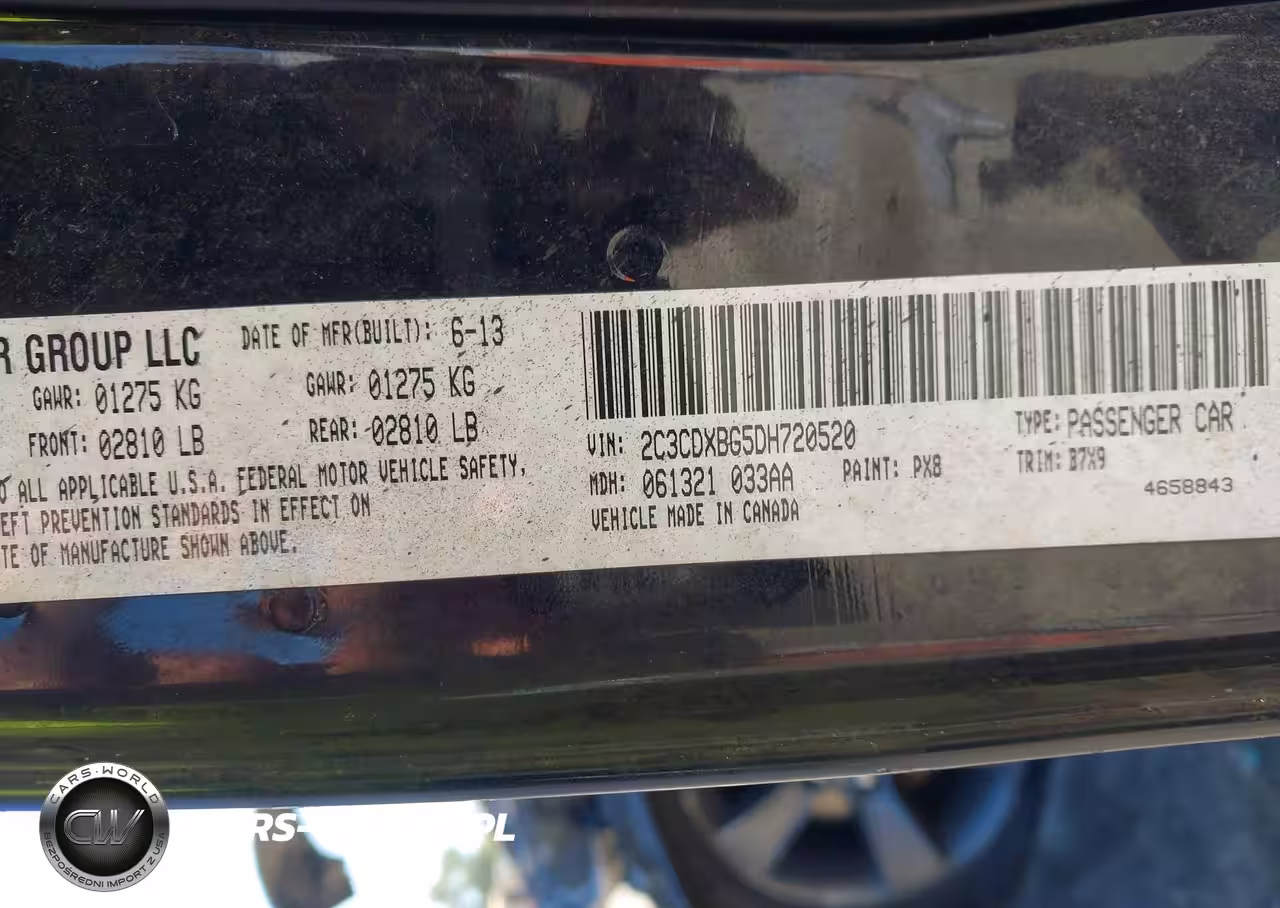 R GROUP LLC
DATE OF MFR(BUILT): 6-13
GAWR: 01275 KG
GAWR: 01275 KG
FRONT: 02810 LB
REAR: 02810 LB
ALL APPLICABLE U.S.A. FEDERAL MOTOR VEHICLE SAFETY,
EFT PREVENTION STANDARDS IN EFFECT ON
TE OF MANUFACTURE SHOWN ABOVE.
VIN: 2C3CDXBG5DH720520
TYPE: PASSENGER CAR
MDH: 061321 033AA
PAINT: PX8
TRIM: B7X9
VEHICLE MADE IN CANADA
4658843
CARS-WORLD
CW
BEZPOŚREDNI IMPORT Z USA
RS-
PL